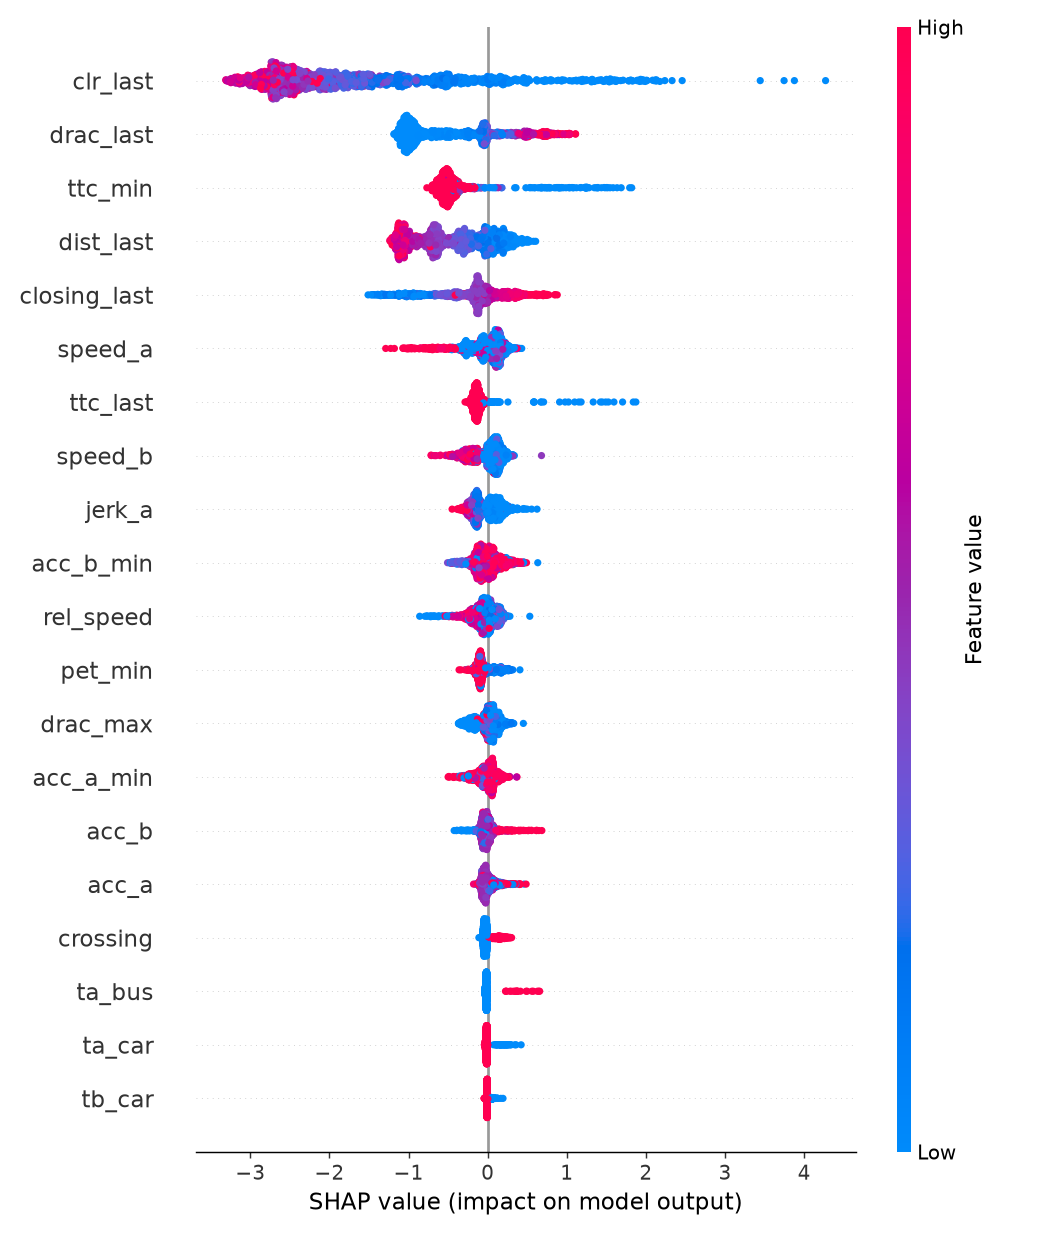 High
clr_last
drac_last
ttc_min
dist_last
closing_last
speed_a
ttc_last
speed_b
jerk_a
acc_b_min
rel_speed
pet_min
drac_max
acc_a_min
acc_b
acc_a
crossing
ta_bus
ta_car
tb_car
Feature value
Low
−3 −2 −1 0 1 2 3 4
SHAP value (impact on model output)